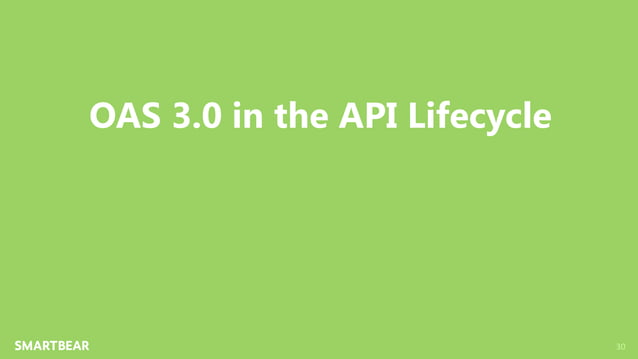 OAS 3.0 in the API Lifecycle
SMARTBEAR
30